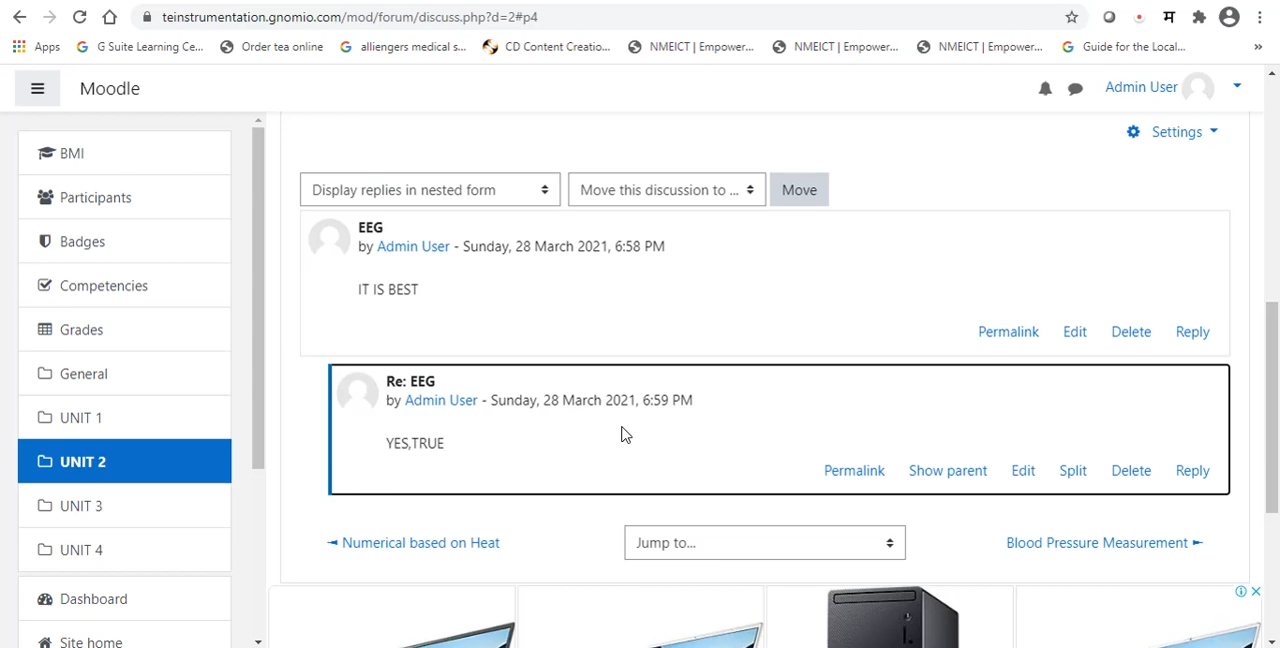 teinstrumentation.gnomio.com/mod/forum/discuss.php?d=2#p4
म
Apps G Suite Learning Ce... Order tea online alliengers medical s... CD Content Creatio... NMEICT | Empower... NMEICT | Empower... NMEICT | Empower... Guide for the Local... »
Moodle
Admin User
BMI
Participants
Badges
Competencies
Grades
General
UNIT 1
UNIT 2
UNIT 3
UNIT 4
Dashboard
Site home
Settings
Display replies in nested form
Move this discussion to ...
Move
EEG
by Admin User - Sunday, 28 March 2021, 6:58 PM
IT IS BEST
Permalink Edit Delete Reply
Re: EEG
by Admin User - Sunday, 28 March 2021, 6:59 PM
YES,TRUE
Permalink Show parent Edit Split Delete Reply
◄ Numerical based on Heat
Jump to...
Blood Pressure Measurement ►